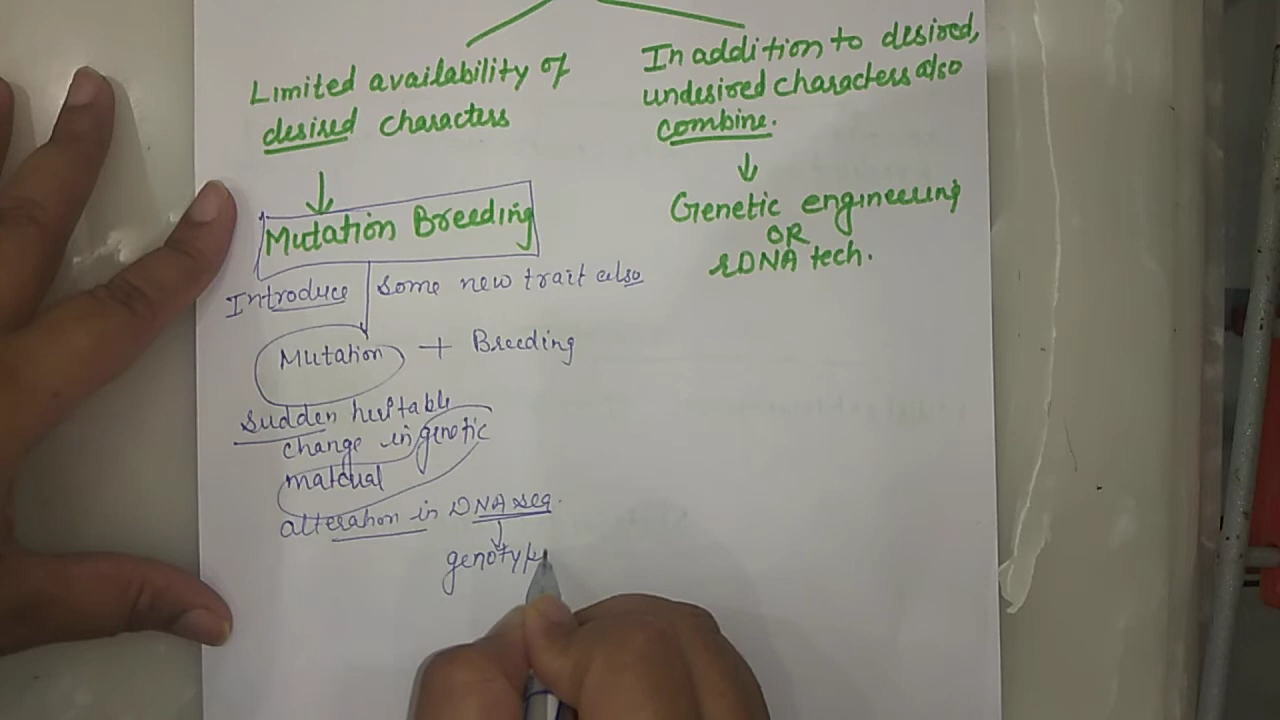 Limited availability of
desired characters
Mutation Breeding
Introduce some new trait also
Mutation + Breeding
sudden heritable
change in genetic
material
alteration in DNA seq.
genotype
In addition to desired,
undesired characters also
combine.
Genetic engineering
OR
rDNA tech.